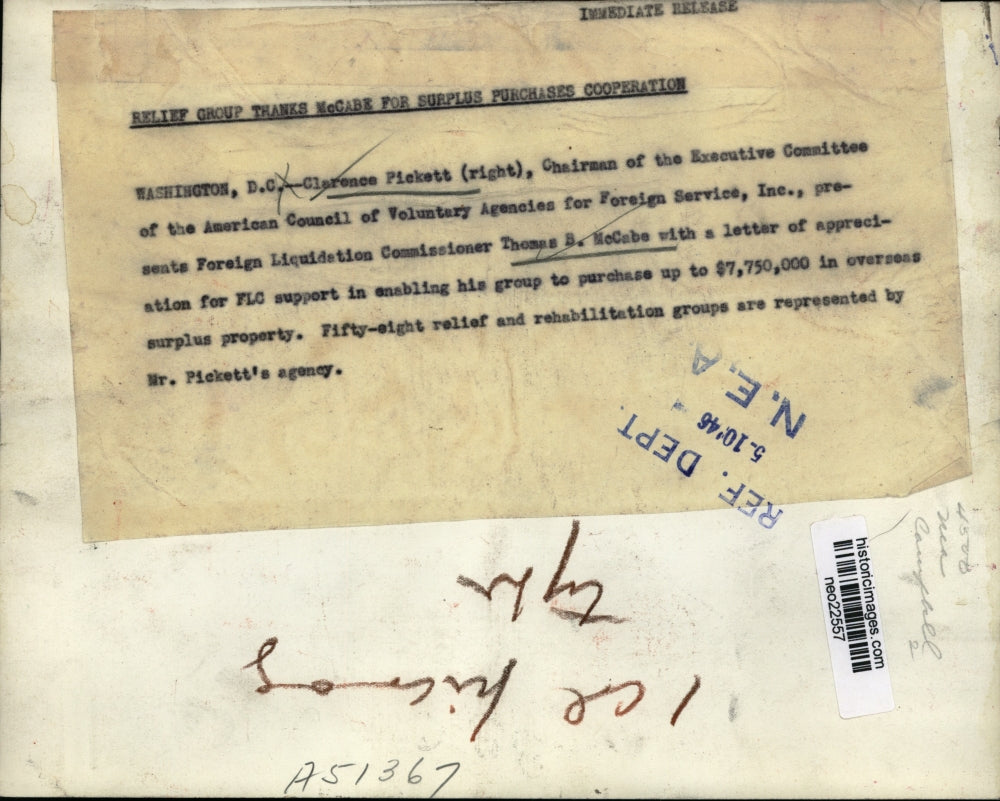 IMMEDIATE RELEASE
RELIEF GROUP THANKS McCABE FOR SURPLUS PURCHASES COOPERATION
WASHINGTON, D.C.--Clarence Pickett (right), Chairman of the Executive Committee
of the American Council of Voluntary Agencies for Foreign Service, Inc., pre-
sents Foreign Liquidation Commissioner Thomas B. McCabe with a letter of appreci-
ation for FLC support in enabling his group to purchase up to $7,750,000 in overseas
surplus property. Fifty-eight relief and rehabilitation groups are represented by
Mr. Pickett's agency.
N.E.A
5-10'46
REF. DEPT.
historicimages.com
neo22557
1 col
A51367